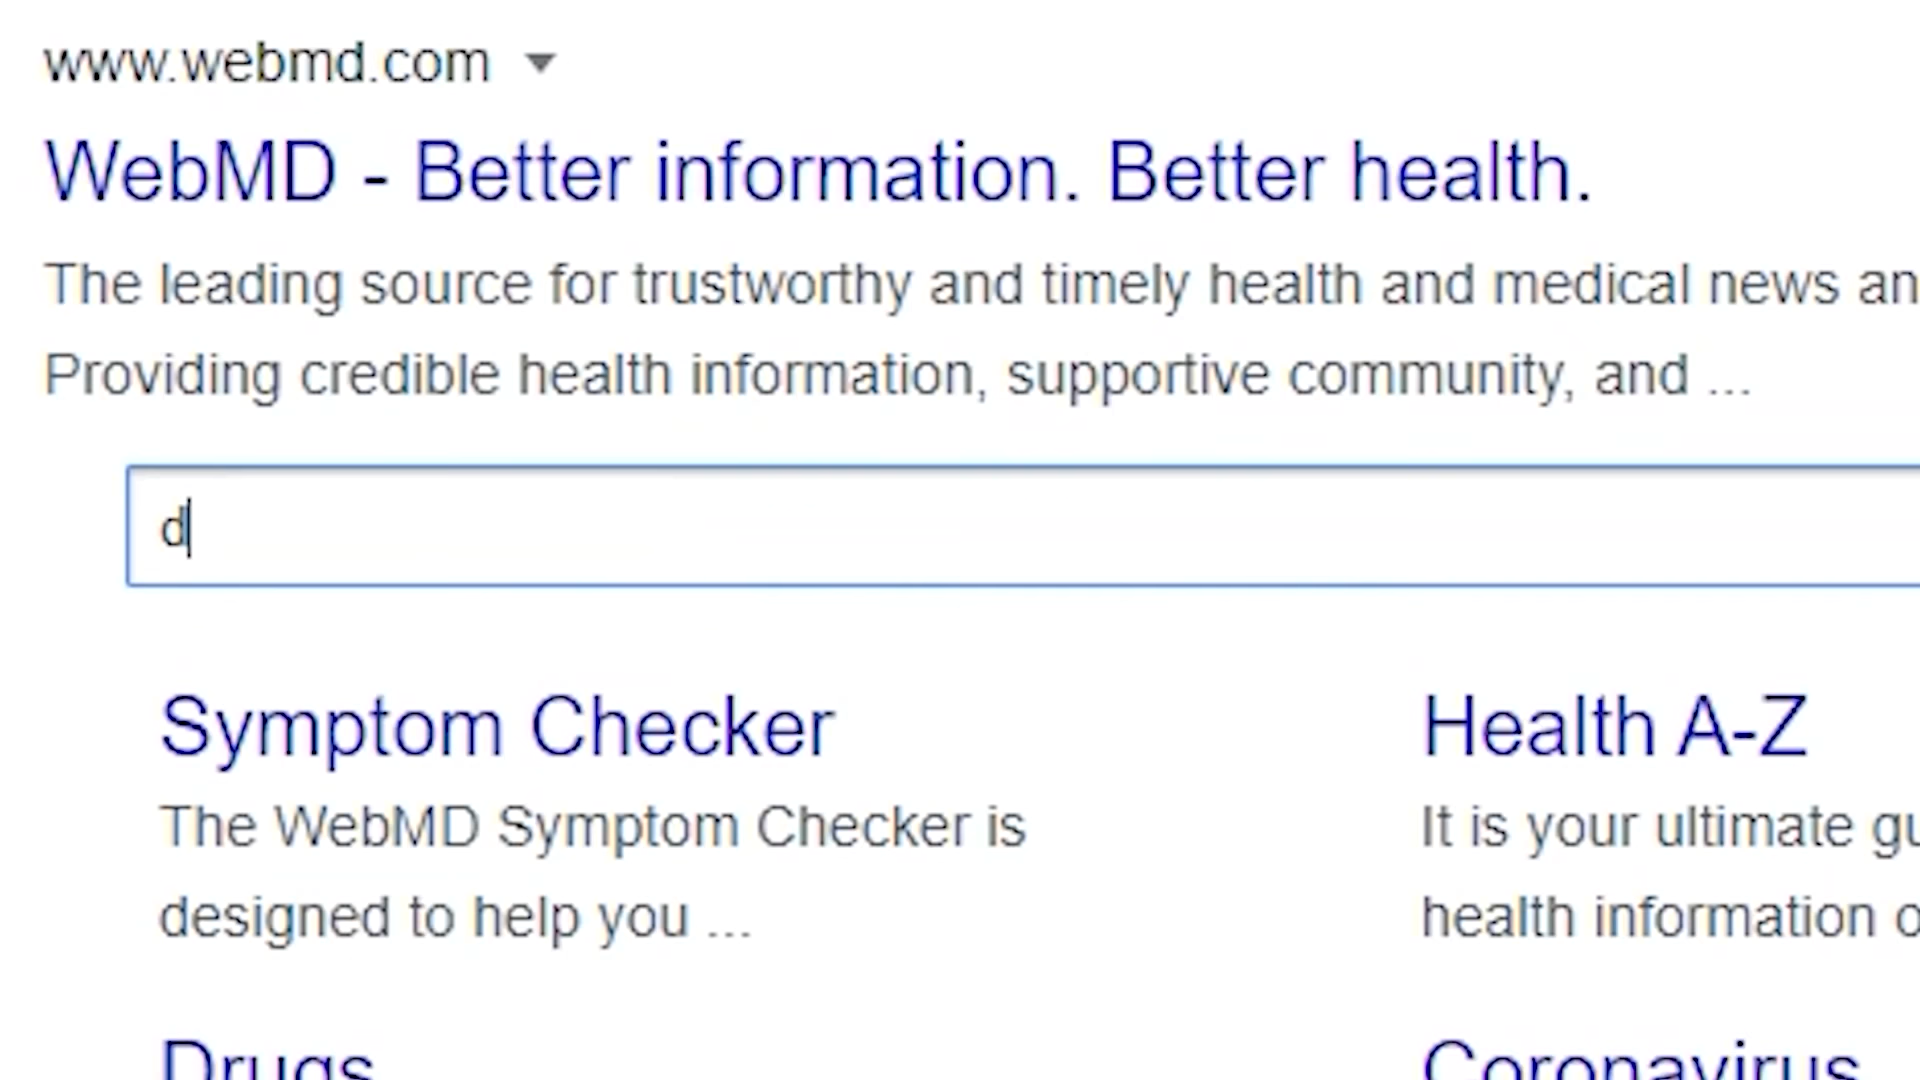 www.webmd.com
WebMD - Better information. Better health.
The leading source for trustworthy and timely health and medical news an
Providing credible health information, supportive community, and ...
d
Symptom Checker
Health A-Z
The WebMD Symptom Checker is
designed to help you ...
It is your ultimate gu
health information o
Drugs
Coronavirus